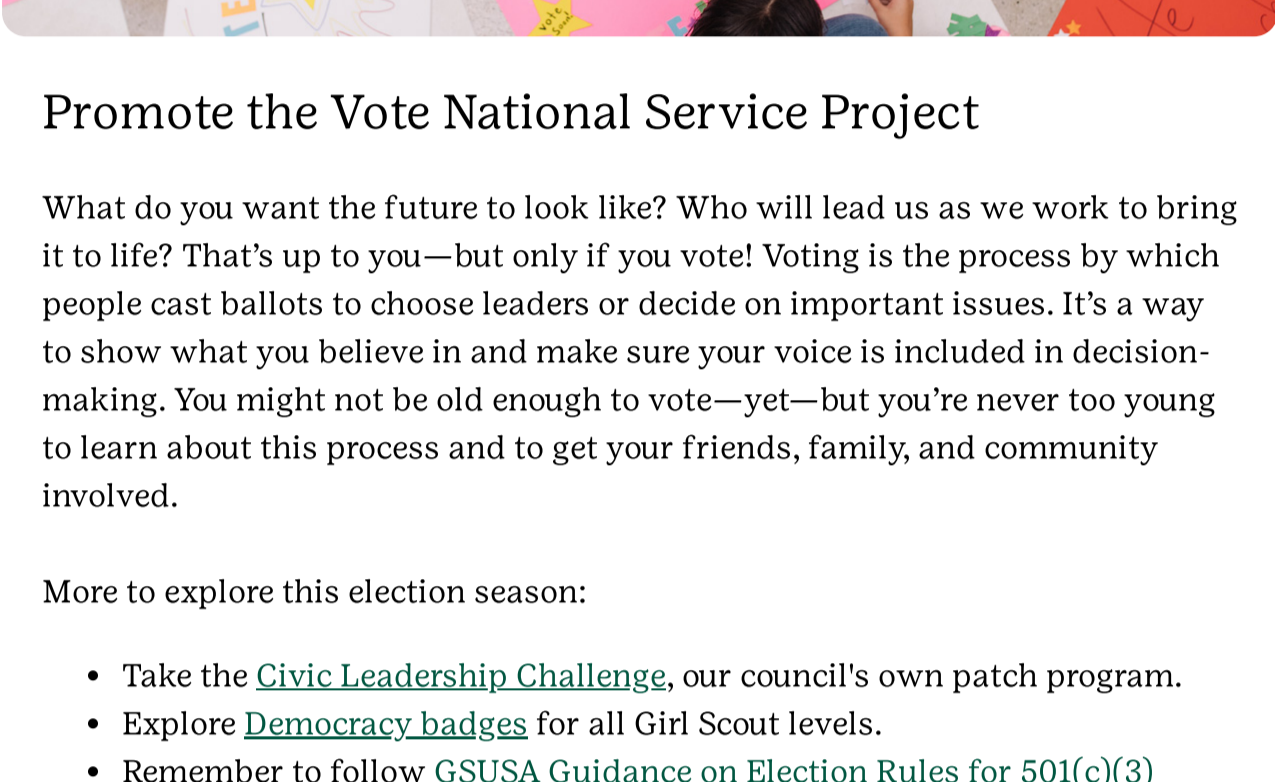 vote
Soon!
Promote the Vote National Service Project
What do you want the future to look like? Who will lead us as we work to bring
it to life? That’s up to you—but only if you vote! Voting is the process by which
people cast ballots to choose leaders or decide on important issues. It’s a way
to show what you believe in and make sure your voice is included in decision-
making. You might not be old enough to vote—yet—but you’re never too young
to learn about this process and to get your friends, family, and community
involved.
More to explore this election season:
• Take the Civic Leadership Challenge, our council's own patch program.
• Explore Democracy badges for all Girl Scout levels.
• Remember to follow GSUSA Guidance on Election Rules for 501(c)(3)